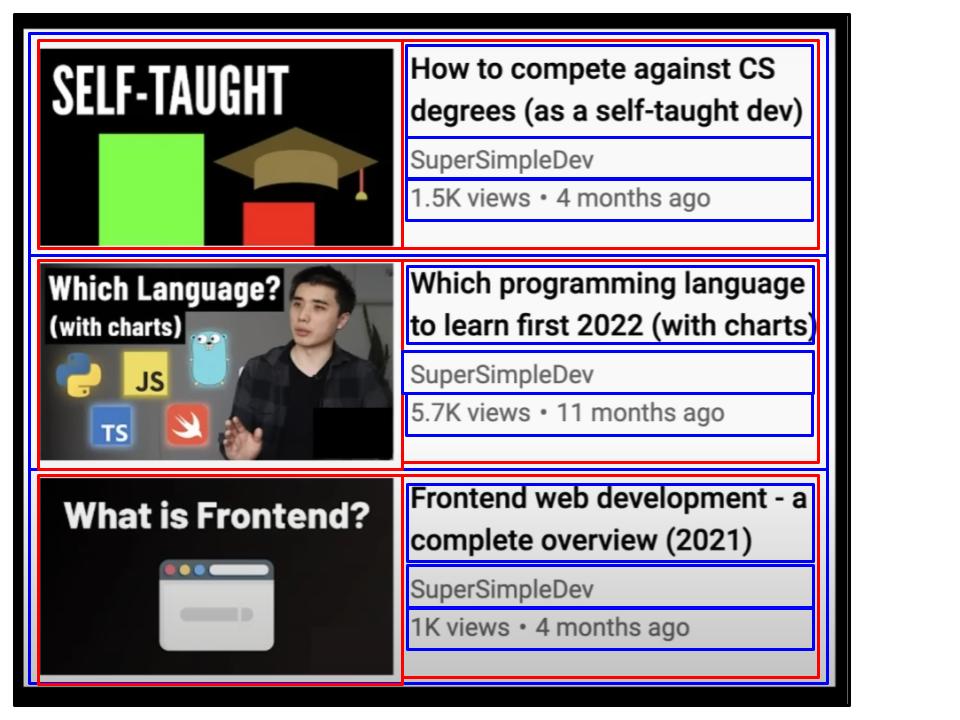 SELF-TAUGHT
How to compete against CS
degrees (as a self-taught dev)
SuperSimpleDev
1.5K views • 4 months ago
Which Language?
(with charts)
JS
TS
Which programming language
to learn first 2022 (with charts)
SuperSimpleDev
5.7K views • 11 months ago
What is Frontend?
Frontend web development - a
complete overview (2021)
SuperSimpleDev
1K views • 4 months ago